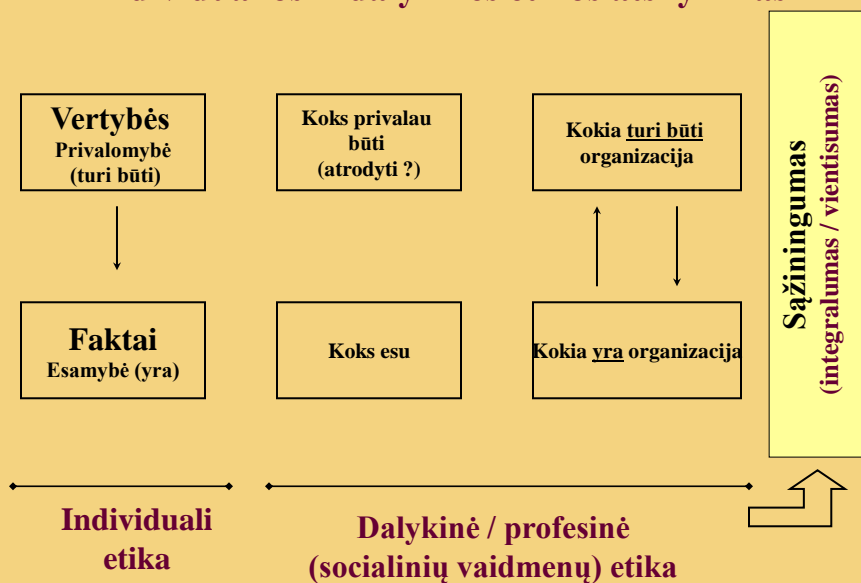 Vertybės
Privalomybė
(turi būti)
Koks privalau
būti
(atrodyti ?)
Kokia turi būti
organizacija
Faktai
Esamybė (yra)
Koks esu
Kokia yra organizacija
Sąžiningumas
(integralumas / vientisumas)
Individuali
etika
Dalykinė / profesinė
(socialinių vaidmenų) etika